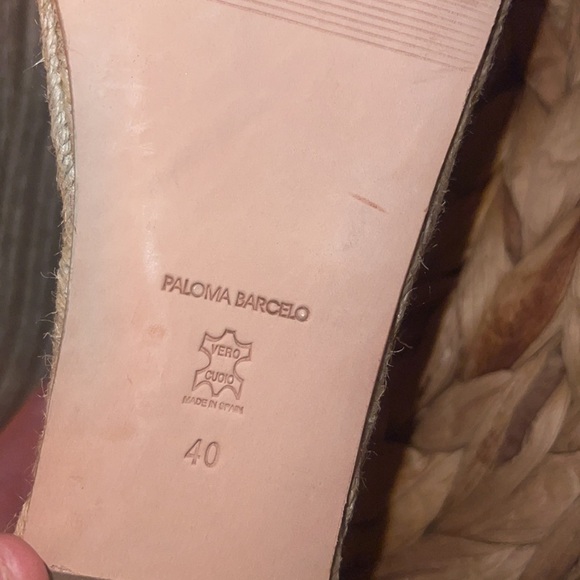 PALOMA BARCELO
VERO
CUOIO
MADE IN SPAIN
40